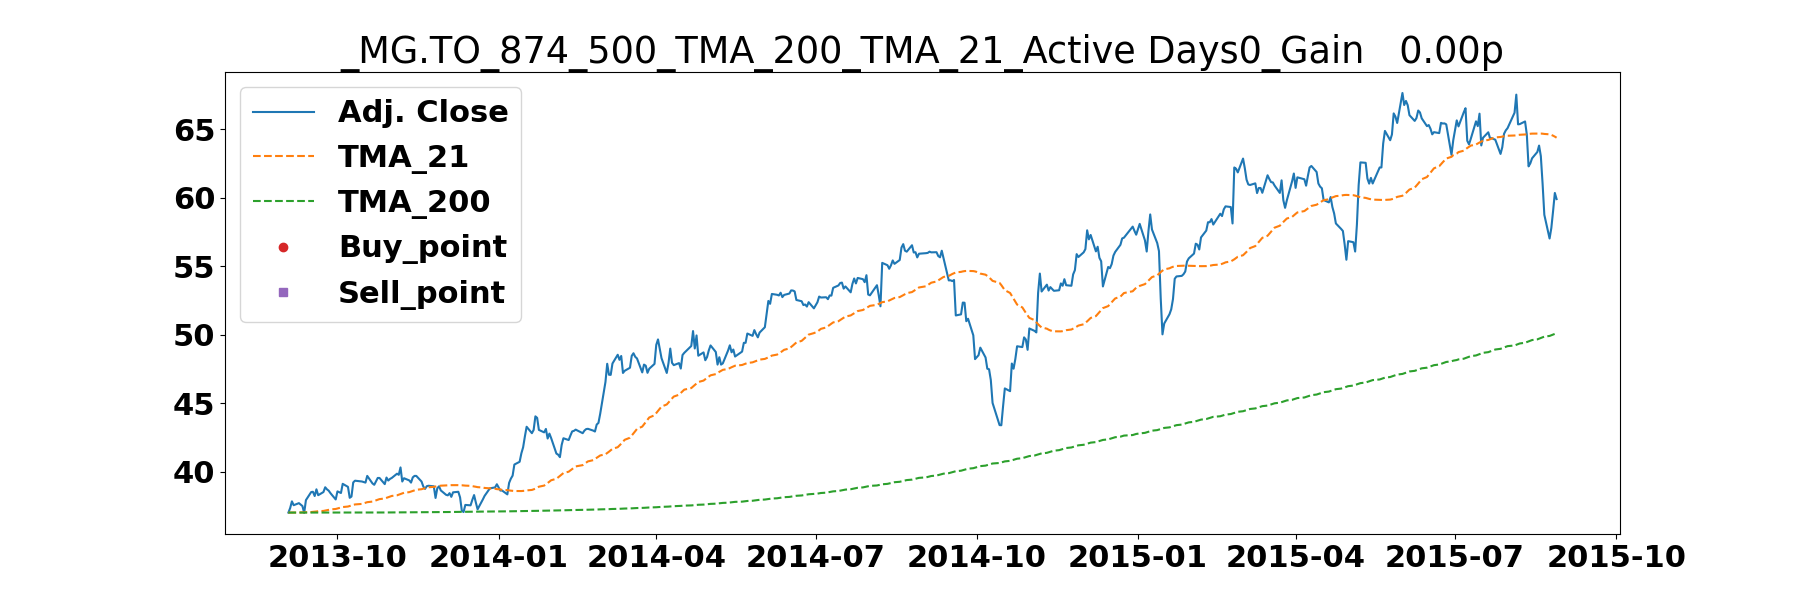 _MG.TO_874_500_TMA_200_TMA_21_Active Days0_Gain   0.00p
Adj. Close
TMA_21
TMA_200
Buy_point
Sell_point
65
60
55
50
45
40
2013-10 2014-01 2014-04 2014-07 2014-10 2015-01 2015-04 2015-07 2015-10